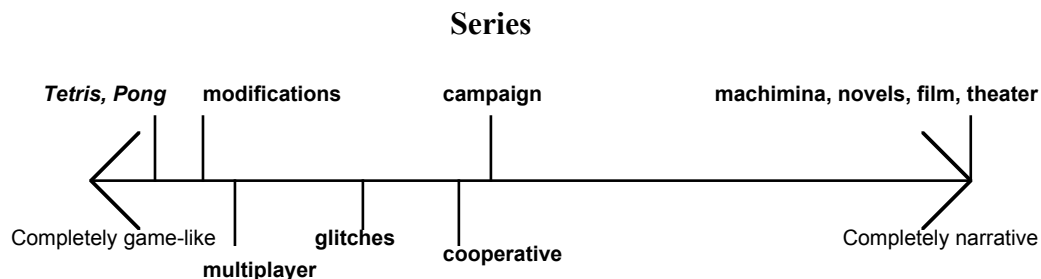 Series
Tetris, Pong modifications campaign machimina, novels, film, theater
Completely game-like glitches cooperative Completely narrative
multiplayer